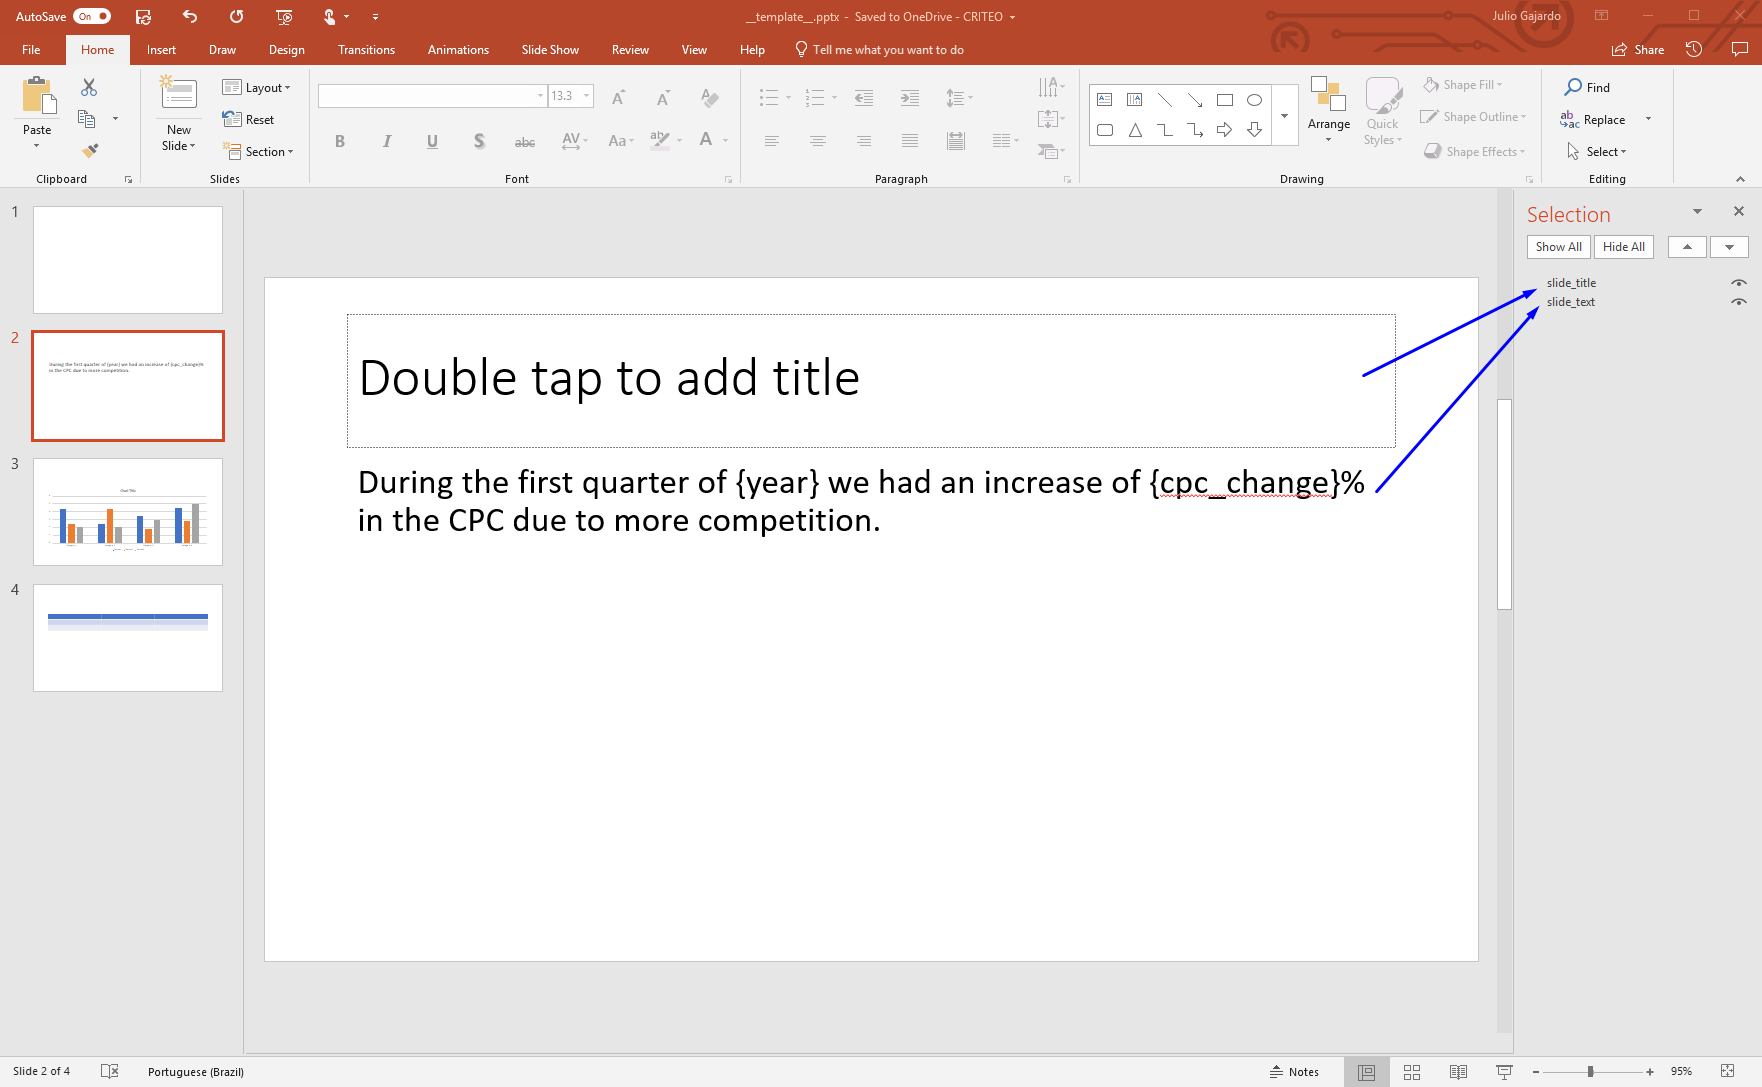 AutoSave On
__template__.pptx - Saved to OneDrive - CRITEO
Julio Gajardo
File Home Insert Draw Design Transitions Animations Slide Show Review View Help Tell me what you want to do
Share
Paste
Clipboard
New Slide
Layout
Reset
Section
Slides
13.3
Font
Paragraph
Arrange
Quick Styles
Shape Fill
Shape Outline
Shape Effects
Drawing
Find
Replace
Select
Editing
1
2
During the first quarter of {year} we had an increase of {cpc_change}%
in the CPC due to more competition.
3
Chart Title
4
Double tap to add title
During the first quarter of {year} we had an increase of {cpc_change}%
in the CPC due to more competition.
Selection
Show All Hide All
slide_title
slide_text
Slide 2 of 4
Portuguese (Brazil)
Notes
95%